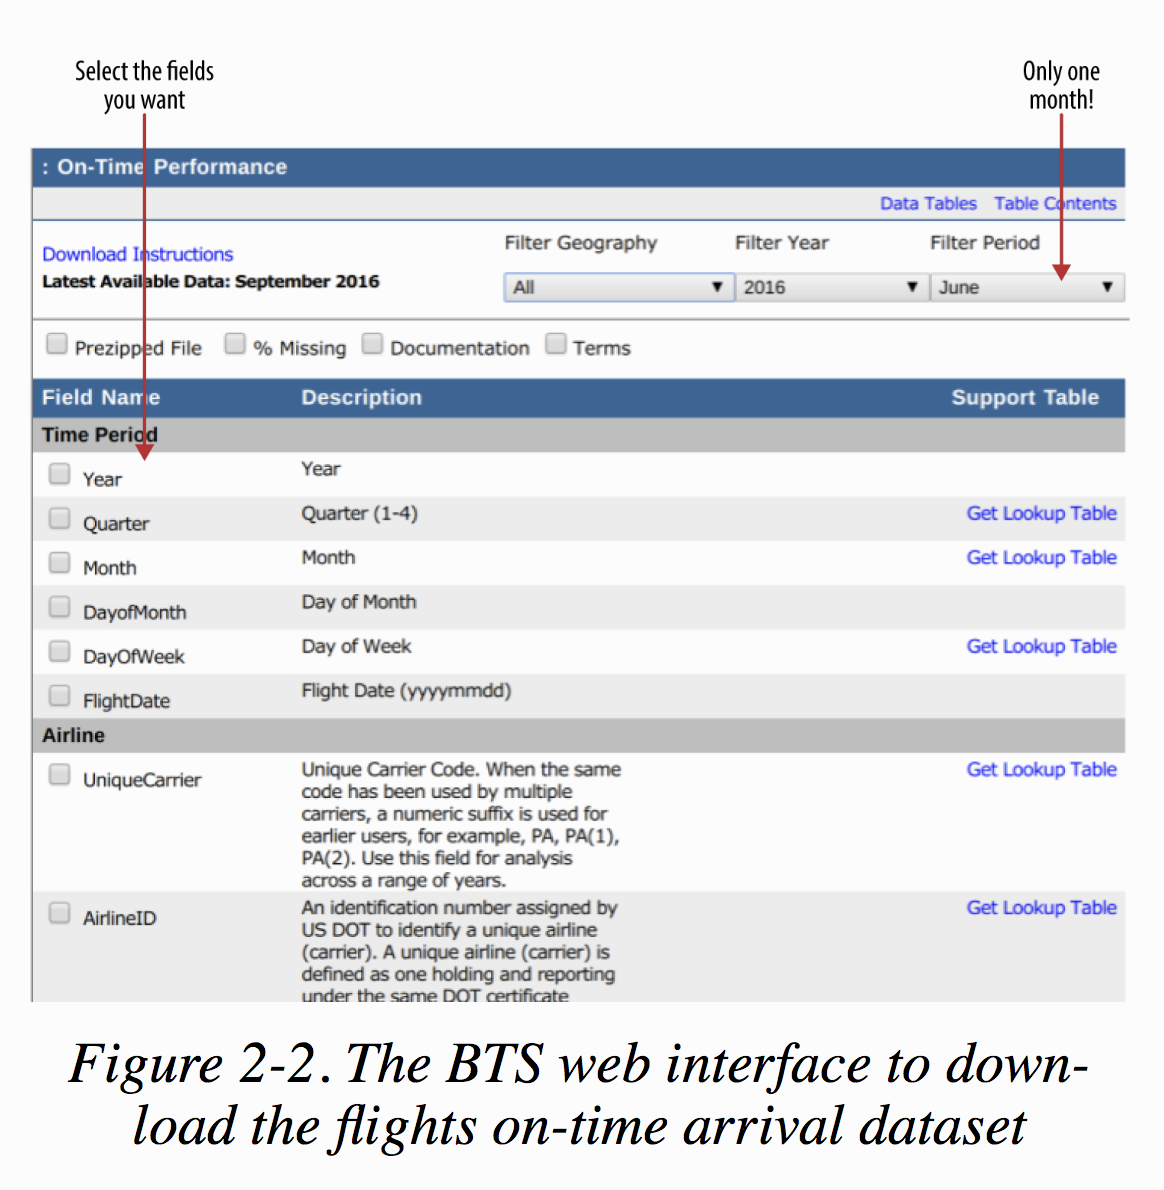 Select the fields
you want
Only one
month!
: On-Time Performance
Data Tables Table Contents
Download Instructions
Latest Available Data: September 2016
Filter Geography Filter Year Filter Period
All 2016 June
Prezipped File % Missing Documentation Terms
Field Name Description Support Table
Time Period
Year Year
Quarter Quarter (1-4) Get Lookup Table
Month Month Get Lookup Table
DayofMonth Day of Month
DayOfWeek Day of Week Get Lookup Table
FlightDate Flight Date (yyyymmdd)
Airline
UniqueCarrier Unique Carrier Code. When the same Get Lookup Table
code has been used by multiple
carriers, a numeric suffix is used for
earlier users, for example, PA, PA(1),
PA(2). Use this field for analysis
across a range of years.
AirlineID An identification number assigned by Get Lookup Table
US DOT to identify a unique airline
(carrier). A unique airline (carrier) is
defined as one holding and reporting
under the same DOT certificate
Figure 2-2. The BTS web interface to down-
load the flights on-time arrival dataset